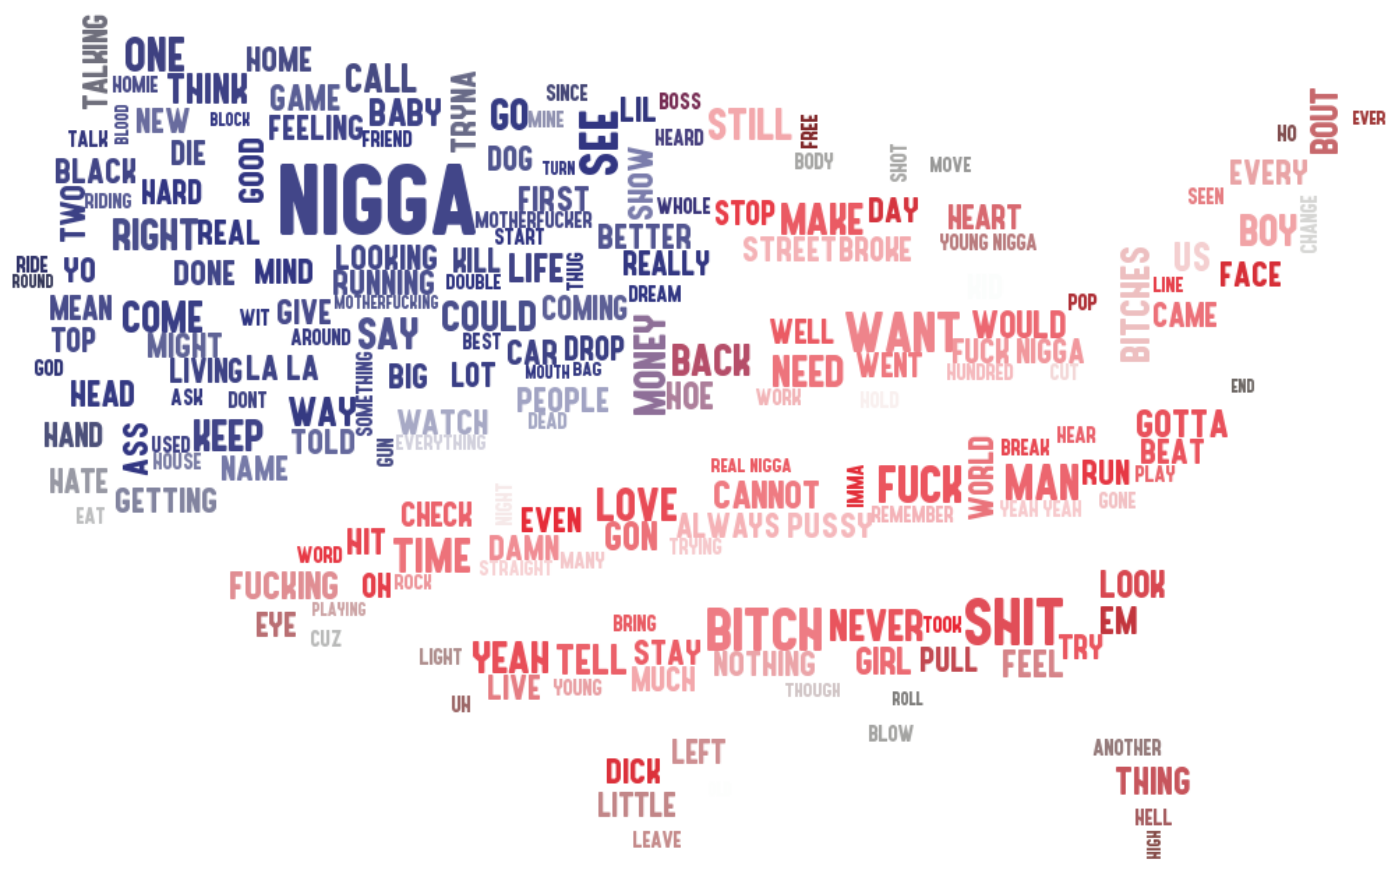 TALKING
ONE
HOME
CALL
HOMIE
THINK
GAME
BABY
TRYNA
GO
MINE
SINCE
SEE
LIL
BOSS
STILL
FREE
BOUT
EVER
HO
BLOOD
NEW
BLOCK
FEELING
FRIEND
HEARD
TALK
DIE
GOOD
DOG
TURN
SHOW
BODY
SHOT
MOVE
EVERY
BLACK
TWO
RIDING
HARD
NIGGA
FIRST
WHOLE
STOP
MAKE
DAY
HEART
SEEN
CHANGE
RIGHT
REAL
MOTHERFUCKER
START
BETTER
STREET
BROKE
YOUNG NIGGA
BOY
RIDE
ROUND
YO
DONE
MIND
LOOKING
KILL
LIFE
THUG
REALLY
BITCHES
US
FACE
LINE
RUNNING
DOUBLE
DREAM
POP
MEAN
COME
WIT
GIVE
MOTHERFUCKING
COULD
COMING
CAME
TOP
MIGHT
AROUND
SAY
BEST
CAR
DROP
MONEY
BACK
WELL
WANT
WOULD
GOD
LIVING
LA LA
SOMETHING
BIG
LOT
MOUTH
BAG
NEED
WENT
FUCK NIGGA
HUNDRED
CUT
HEAD
ASK
DONT
WAY
PEOPLE
HOE
WORK
HOLD
END
HAND
ASS
USED
KEEP
TOLD
GUN
WATCH
DEAD
EVERYTHING
GOTTA
HOUSE
NAME
REAL NIGGA
IMMA
FUCK
WORLD
BREAK
HEAR
BEAT
HATE
GETTING
EAT
NIGHT
CANNOT
MAN
RUN
PLAY
CHECK
EVEN
LOVE
ALWAYS
PUSSY
REMEMBER
YEAH YEAH
GONE
WORD
HIT
TIME
DAMN
GON
TRYING
STRAIGHT
MANY
FUCKING
OH
ROCK
LOOK
EYE
PLAYING
CUZ
BRING
BITCH
NEVER
TOOK
SHIT
EM
LIGHT
YEAH
TELL
STAY
NOTHING
GIRL
PULL
FEEL
TRY
UH
LIVE
YOUNG
MUCH
THOUGH
ROLL
BLOW
LEFT
ANOTHER
DICK
THING
LITTLE
HELL
LEAVE
HIGH